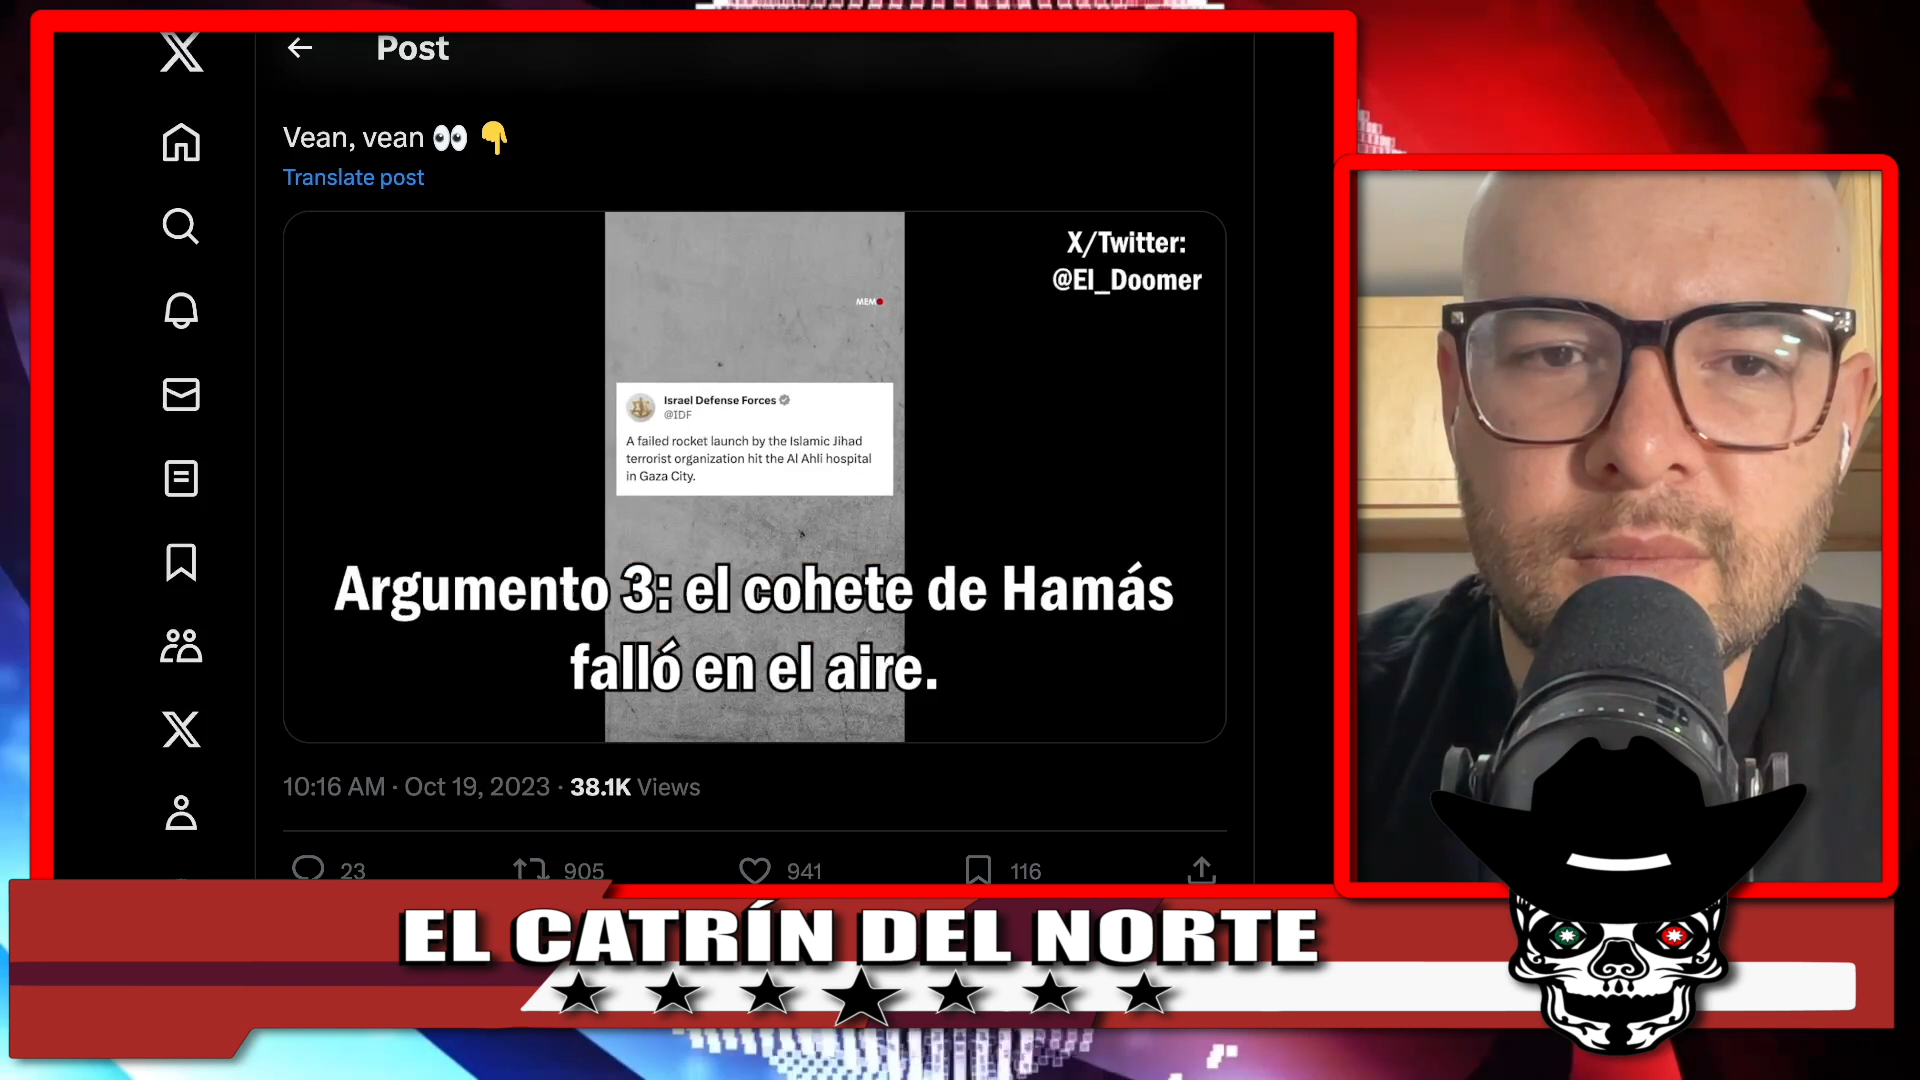 Post
Vean, vean 👀 👇
Translate post
X/Twitter:
@El_Doomer
MEMO
Israel Defense Forces
@IDF
A failed rocket launch by the Islamic Jihad
terrorist organization hit the Al Ahli hospital
in Gaza City.
Argumento 3: el cohete de Hamás
falló en el aire.
10:16 AM · Oct 19, 2023 · 38.1K Views
23 905 941 116
EL CATRÍN DEL NORTE